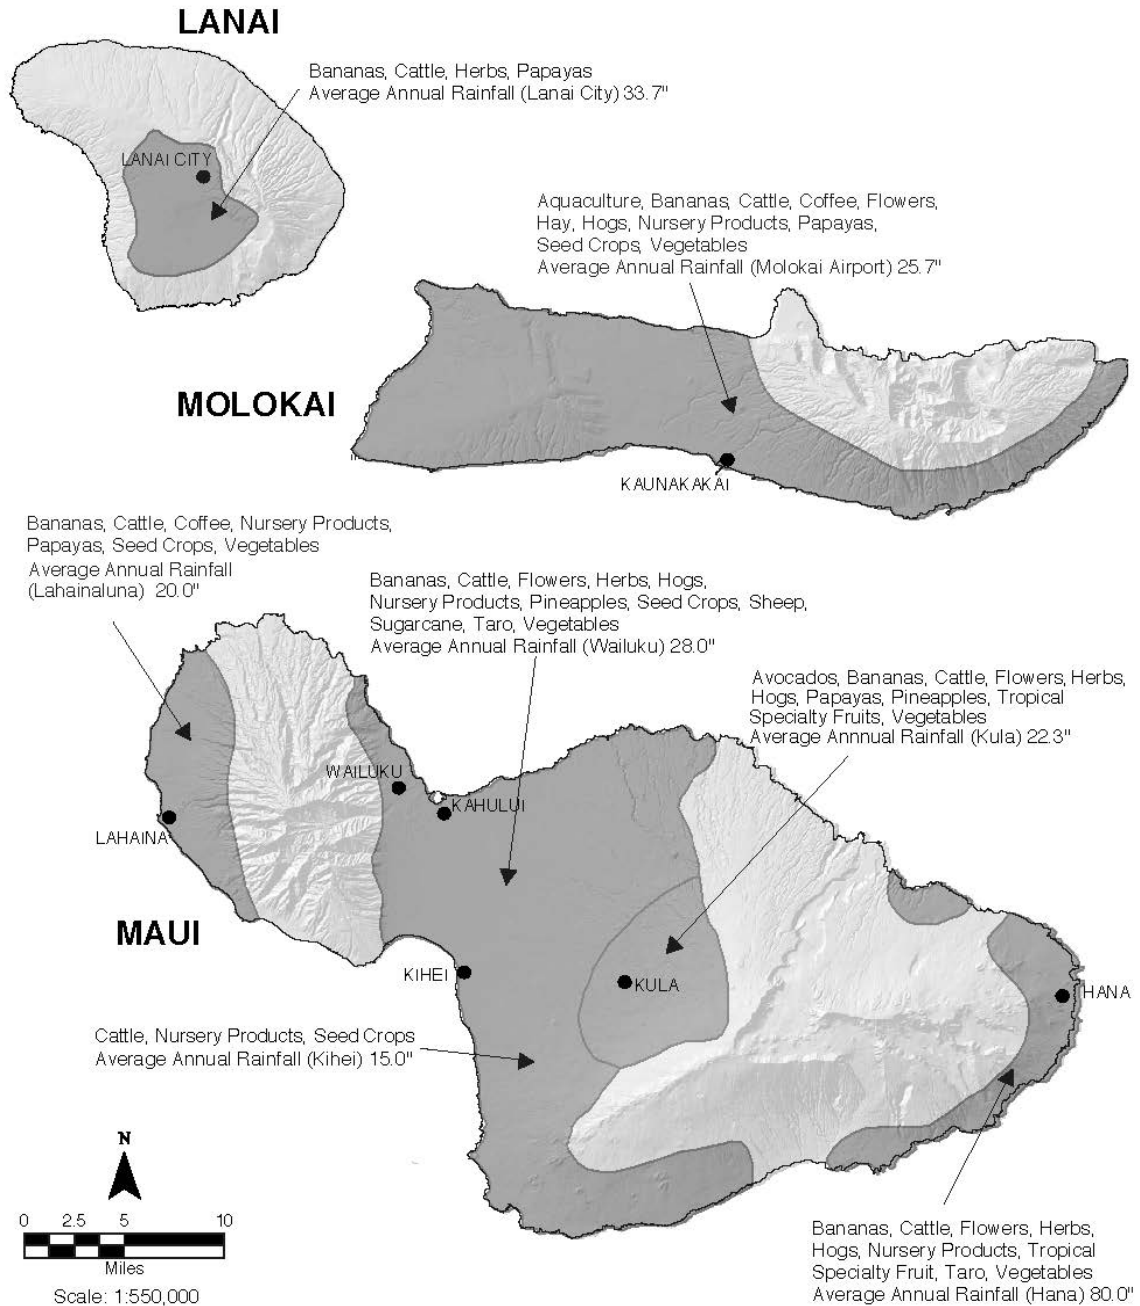 LANAI
Bananas, Cattle, Herbs, Papayas
Average Annual Rainfall (Lanai City) 33.7"
LANAI CITY
Aquaculture, Bananas, Cattle, Coffee, Flowers,
Hay, Hogs, Nursery Products, Papayas,
Seed Crops, Vegetables
Average Annual Rainfall (Molokai Airport) 25.7"
MOLOKAI
KAUNAKAKAI
Bananas, Cattle, Coffee, Nursery Products,
Papayas, Seed Crops, Vegetables
Average Annual Rainfall
(Lahainaluna) 20.0"
Bananas, Cattle, Flowers, Herbs, Hogs,
Nursery Products, Pineapples, Seed Crops, Sheep,
Sugarcane, Taro, Vegetables
Average Annual Rainfall (Wailuku) 28.0"
Avocados, Bananas, Cattle, Flowers, Herbs,
Hogs, Papayas, Pineapples, Tropical
Specialty Fruits, Vegetables
Average Annnual Rainfall (Kula) 22.3"
WAILUKU
KAHULUI
LAHAINA
MAUI
KIHEI
KULA
HANA
Cattle, Nursery Products, Seed Crops
Average Annual Rainfall (Kihei) 15.0"
N
0 2.5 5 10
Miles
Scale: 1:550,000
Bananas, Cattle, Flowers, Herbs,
Hogs, Nursery Products, Tropical
Specialty Fruit, Taro, Vegetables
Average Annual Rainfall (Hana) 80.0"